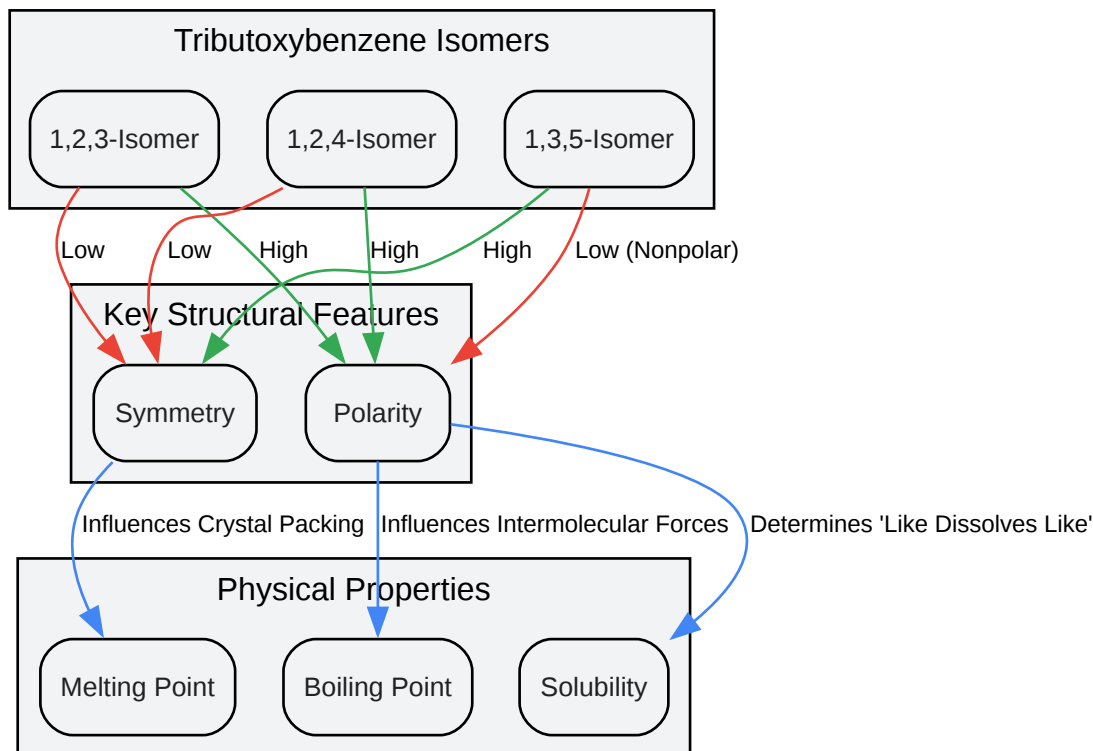 Tributoxybenzene Isomers
1,2,3-Isomer
1,2,4-Isomer
1,3,5-Isomer
Low
Low
High
High
High
Low (Nonpolar)
Key Structural Features
Symmetry
Polarity
Influences Crystal Packing
Influences Intermolecular Forces
Determines 'Like Dissolves Like'
Physical Properties
Melting Point
Boiling Point
Solubility